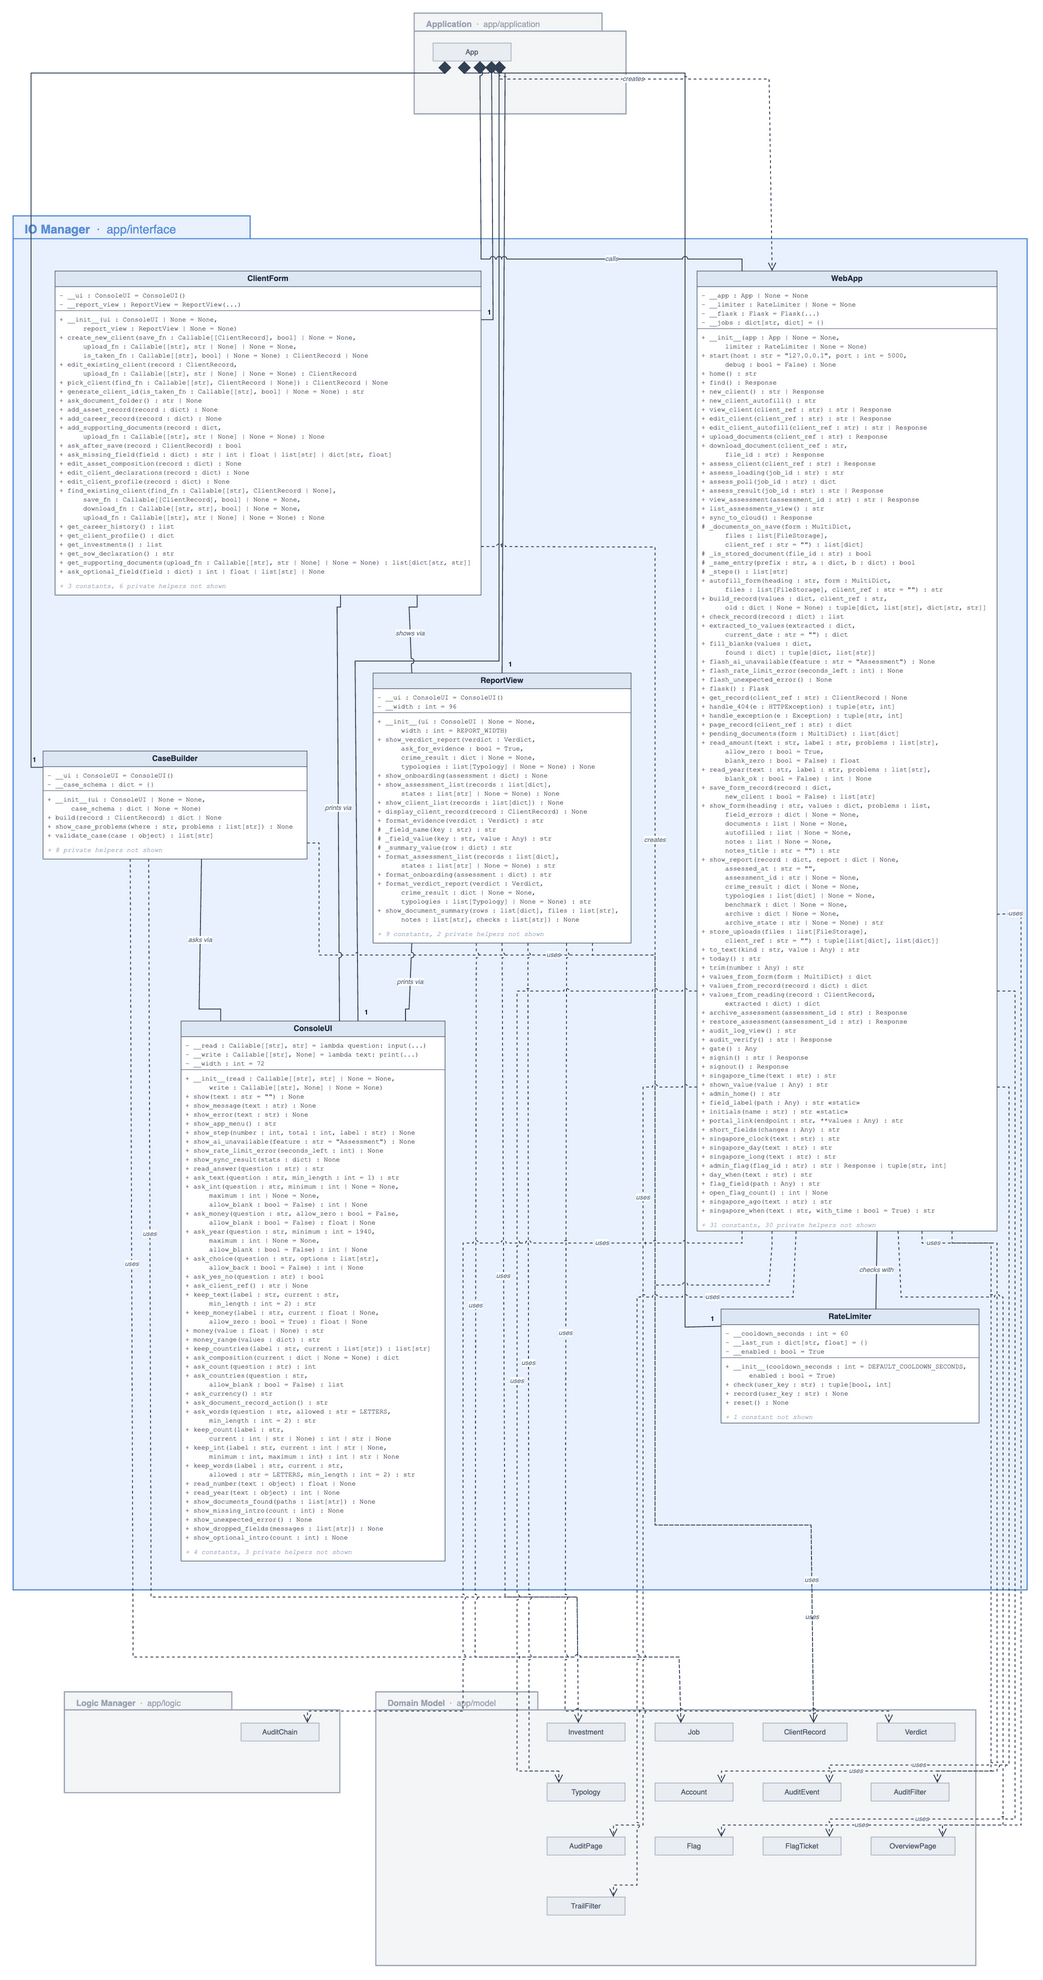 Application · app/application
App
creates
IO Manager · app/interface
calls
ClientForm
− __ui : ConsoleUI = ConsoleUI()
− __report_view : ReportView = ReportView(...)
+ __init__(ui : ConsoleUI | None = None,
report_view : ReportView | None = None)
+ create_new_client(save_fn : Callable[[ClientRecord], bool] | None = None,
upload_fn : Callable[[str], str | None] | None = None,
is_taken_fn : Callable[[str], bool] | None = None) : ClientRecord | None
+ edit_existing_client(record : ClientRecord,
upload_fn : Callable[[str], str | None] | None = None) : ClientRecord
+ pick_client(find_fn : Callable[[str], ClientRecord | None]) : ClientRecord | None
+ generate_client_id(is_taken_fn : Callable[[str], bool] | None = None) : str
+ ask_document_folder() : str | None
+ add_asset_record(record : dict) : None
+ add_career_record(record : dict) : None
+ add_supporting_documents(record : dict,
upload_fn : Callable[[str], str | None] | None = None) : None
+ ask_after_save(record : ClientRecord) : bool
+ ask_missing_field(field : dict) : str | int | float | list[str] | dict[str, float]
+ edit_asset_composition(record : dict) : None
+ edit_client_declarations(record : dict) : None
+ edit_client_profile(record : dict) : None
+ find_existing_client(find_fn : Callable[[str], ClientRecord | None],
save_fn : Callable[[ClientRecord], bool] | None = None,
download_fn : Callable[[str, str], bool] | None = None,
upload_fn : Callable[[str], str | None] | None = None) : None
+ get_career_history() : list
+ get_client_profile() : dict
+ get_investments() : list
+ get_sow_declaration() : str
+ get_supporting_documents(upload_fn : Callable[[str], str | None] | None = None) : list[dict[str, str]]
+ ask_optional_field(field : dict) : int | float | list[str] | None
+ 3 constants, 6 private helpers not shown
1
WebApp
− __app : App | None = None
− __limiter : RateLimiter | None = None
− __flask : Flask = Flask(...)
− __jobs : dict[str, dict] = {}
+ __init__(app : App | None = None,
limiter : RateLimiter | None = None)
+ start(host : str = "127.0.0.1", port : int = 5000,
debug : bool = False) : None
+ home() : str
+ find() : Response
+ new_client() : str | Response
+ new_client_autofill() : str
+ view_client(client_ref : str) : str | Response
+ edit_client(client_ref : str) : str | Response
+ edit_client_autofill(client_ref : str) : str | Response
+ upload_documents(client_ref : str) : Response
+ download_document(client_ref : str,
file_id : str) : Response
+ assess_client(client_ref : str) : Response
+ assess_loading(job_id : str) : str
+ assess_poll(job_id : str) : dict
+ assess_result(job_id : str) : str | Response
+ view_assessment(assessment_id : str) : str | Response
+ list_assessments_view() : str
+ sync_to_cloud() : Response
# _documents_on_save(form : MultiDict,
files : list[FileStorage],
client_ref : str = "") : list[dict]
# _is_stored_document(file_id : str) : bool
# _same_entry(prefix : str, a : dict, b : dict) : bool
# _steps() : list[str]
+ autofill_form(heading : str, form : MultiDict,
files : list[FileStorage], client_ref : str = "") : str
+ build_record(values : dict, client_ref : str,
old : dict | None = None) : tuple[dict, list[str], dict[str, str]]
+ check_record(record : dict) : list
+ extracted_to_values(extracted : dict,
current_date : str = "") : dict
+ fill_blanks(values : dict,
found : dict) : tuple[dict, list[str]]
+ flash_ai_unavailable(feature : str = "Assessment") : None
+ flash_rate_limit_error(seconds_left : int) : None
+ flash_unexpected_error() : None
+ flask() : Flask
+ get_record(client_ref : str) : ClientRecord | None
+ handle_404(e : HTTPException) : tuple[str, int]
+ handle_exception(e : Exception) : tuple[str, int]
+ page_record(client_ref : str) : dict
+ pending_documents(form : MultiDict) : list[dict]
+ read_amount(text : str, label : str, problems : list[str],
allow_zero : bool = True,
blank_zero : bool = False) : float
+ read_year(text : str, label : str, problems : list[str],
blank_ok : bool = False) : int | None
+ save_form_record(record : dict,
new_client : bool = False) : list[str]
+ show_form(heading : str, values : dict, problems : list,
field_errors : dict | None = None,
documents : list | None = None,
autofilled : list | None = None,
notes : list | None = None,
notes_title : str = "") : str
+ show_report(record : dict, report : dict | None,
assessed_at : str = "",
assessment_id : str | None = None,
crime_result : dict | None = None,
typologies : list[dict] | None = None,
benchmark : dict | None = None,
archive : dict | None = None,
archive_state : str | None = None) : str
+ store_uploads(files : list[FileStorage],
client_ref : str = "") : tuple[list[dict], list[dict]]
+ to_text(kind : str, value : Any) : str
+ today() : str
+ trim(number : Any) : str
+ values_from_form(form : MultiDict) : dict
+ values_from_record(record : dict) : dict
+ values_from_reading(record : ClientRecord,
extracted : dict) : dict
+ archive_assessment(assessment_id : str) : Response
+ restore_assessment(assessment_id : str) : Response
+ audit_log_view() : str
+ audit_verify() : str | Response
+ gate() : Any
+ signin() : str | Response
+ signout() : Response
+ singapore_time(text : str) : str
+ shown_value(value : Any) : str
+ admin_home() : str
+ field_label(path : Any) : str «static»
+ initials(name : str) : str «static»
+ portal_link(endpoint : str, **values : Any) : str
+ short_fields(changes : Any) : str
+ singapore_clock(text : str) : str
+ singapore_day(text : str) : str
+ singapore_long(text : str) : str
+ admin_flag(flag_id : str) : str | Response | tuple[str, int]
+ day_when(text : str) : str
+ flag_field(path : Any) : str
+ open_flag_count() : int | None
+ singapore_ago(text : str) : str
+ singapore_when(text : str, with_time : bool = True) : str
+ 31 constants, 30 private helpers not shown
shows via
1
ReportView
− __ui : ConsoleUI = ConsoleUI()
− __width : int = 96
+ __init__(ui : ConsoleUI | None = None,
width : int = REPORT_WIDTH)
+ show_verdict_report(verdict : Verdict,
ask_for_evidence : bool = True,
crime_result : dict | None = None,
typologies : list[Typology] | None = None) : None
+ show_onboarding(assessment : dict) : None
+ show_assessment_list(records : list[dict],
states : list[str] | None = None) : None
+ show_client_list(records : list[dict]) : None
+ display_client_record(record : ClientRecord) : None
+ format_evidence(verdict : Verdict) : str
# _field_name(key : str) : str
# _field_value(key : str, value : Any) : str
# _summary_value(row : dict) : str
+ format_assessment_list(records : list[dict],
states : list[str] | None = None) : str
+ format_onboarding(assessment : dict) : str
+ format_verdict_report(verdict : Verdict,
crime_result : dict | None = None,
typologies : list[Typology] | None = None) : str
+ show_document_summary(rows : list[dict], files : list[str],
notes : list[str], checks : list[str]) : None
+ 9 constants, 2 private helpers not shown
1
CaseBuilder
− __ui : ConsoleUI = ConsoleUI()
− __case_schema : dict = {}
+ __init__(ui : ConsoleUI | None = None,
case_schema : dict | None = None)
+ build(record : ClientRecord) : dict | None
+ show_case_problems(where : str, problems : list[str]) : None
+ validate_case(case : object) : list[str]
+ 8 private helpers not shown
prints via
creates
uses
asks via
uses
prints via
1
ConsoleUI
− __read : Callable[[str], str] = lambda question: input(...)
− __write : Callable[[str], None] = lambda text: print(...)
− __width : int = 72
+ __init__(read : Callable[[str], str] | None = None,
write : Callable[[str], None] | None = None)
+ show(text : str = "") : None
+ show_message(text : str) : None
+ show_error(text : str) : None
+ show_app_menu() : str
+ show_step(number : int, total : int, label : str) : None
+ show_ai_unavailable(feature : str = "Assessment") : None
+ show_rate_limit_error(seconds_left : int) : None
+ show_sync_result(stats : dict) : None
+ read_answer(question : str) : str
+ ask_text(question : str, min_length : int = 1) : str
+ ask_int(question : str, minimum : int | None = None,
maximum : int | None = None,
allow_blank : bool = False) : int | None
+ ask_money(question : str, allow_zero : bool = False,
allow_blank : bool = False) : float | None
+ ask_year(question : str, minimum : int = 1940,
maximum : int | None = None,
allow_blank : bool = False) : int | None
+ ask_choice(question : str, options : list[str],
allow_back : bool = False) : int | None
+ ask_yes_no(question : str) : bool
+ ask_client_ref() : str | None
+ keep_text(label : str, current : str,
min_length : int = 2) : str
+ keep_money(label : str, current : float | None,
allow_zero : bool = True) : float | None
+ money(value : float | None) : str
+ money_range(values : dict) : str
+ keep_countries(label : str, current : list[str]) : list[str]
+ ask_composition(current : dict | None = None) : dict
+ ask_count(question : str) : int
+ ask_countries(question : str,
allow_blank : bool = False) : list
+ ask_currency() : str
+ ask_document_record_action() : str
+ ask_words(question : str, allowed : str = LETTERS,
min_length : int = 2) : str
+ keep_count(label : str,
current : int | str | None) : int | str | None
+ keep_int(label : str, current : int | str | None,
minimum : int, maximum : int) : int | str | None
+ keep_words(label : str, current : str,
allowed : str = LETTERS, min_length : int = 2) : str
+ read_number(text : object) : float | None
+ read_year(text : object) : int | None
+ show_documents_found(paths : list[str]) : None
+ show_missing_intro(count : int) : None
+ show_unexpected_error() : None
+ show_dropped_fields(messages : list[str]) : None
+ show_optional_intro(count : int) : None
+ 4 constants, 3 private helpers not shown
uses
uses
uses
uses
uses
checks with
uses
uses
uses
uses
1
RateLimiter
− __cooldown_seconds : int = 60
− __last_run : dict[str, float] = {}
− __enabled : bool = True
+ __init__(cooldown_seconds : int = DEFAULT_COOLDOWN_SECONDS,
enabled : bool = True)
+ check(user_key : str) : tuple[bool, int]
+ record(user_key : str) : None
+ reset() : None
+ 1 constant not shown
uses
uses
uses
uses
uses
Logic Manager · app/logic
AuditChain
Domain Model · app/model
Investment
Job
ClientRecord
Verdict
uses
uses
Typology
Account
AuditEvent
AuditFilter
uses
uses
AuditPage
Flag
FlagTicket
OverviewPage
TrailFilter